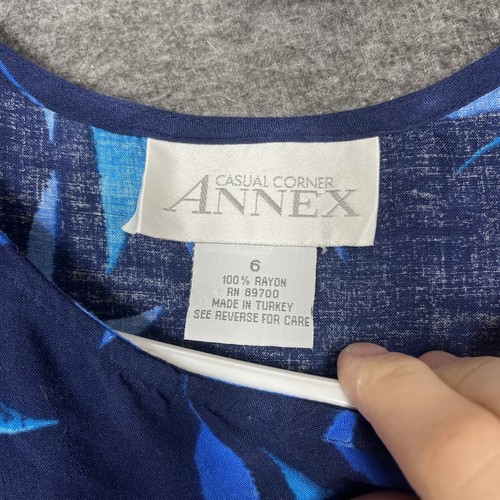 CASUAL CORNER
ANNEX
6
100% RAYON
RN 89700
MADE IN TURKEY
SEE REVERSE FOR CARE